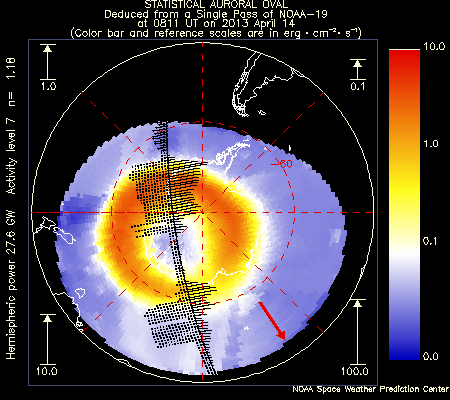 STATISTICAL AURORAL OVAL
Deduced from a Single Pass of NOAA-19
at 0811 UT on 2013 April 14
(Color bar and reference scales are in erg · cm⁻² · s⁻¹)
Hemispheric power 27.6 GW Activity level 7 n= 1.18
1.0
0.1
-60
10.0
100.0
10.0
1.0
0.1
0.0
NOAA Space Weather Prediction Center